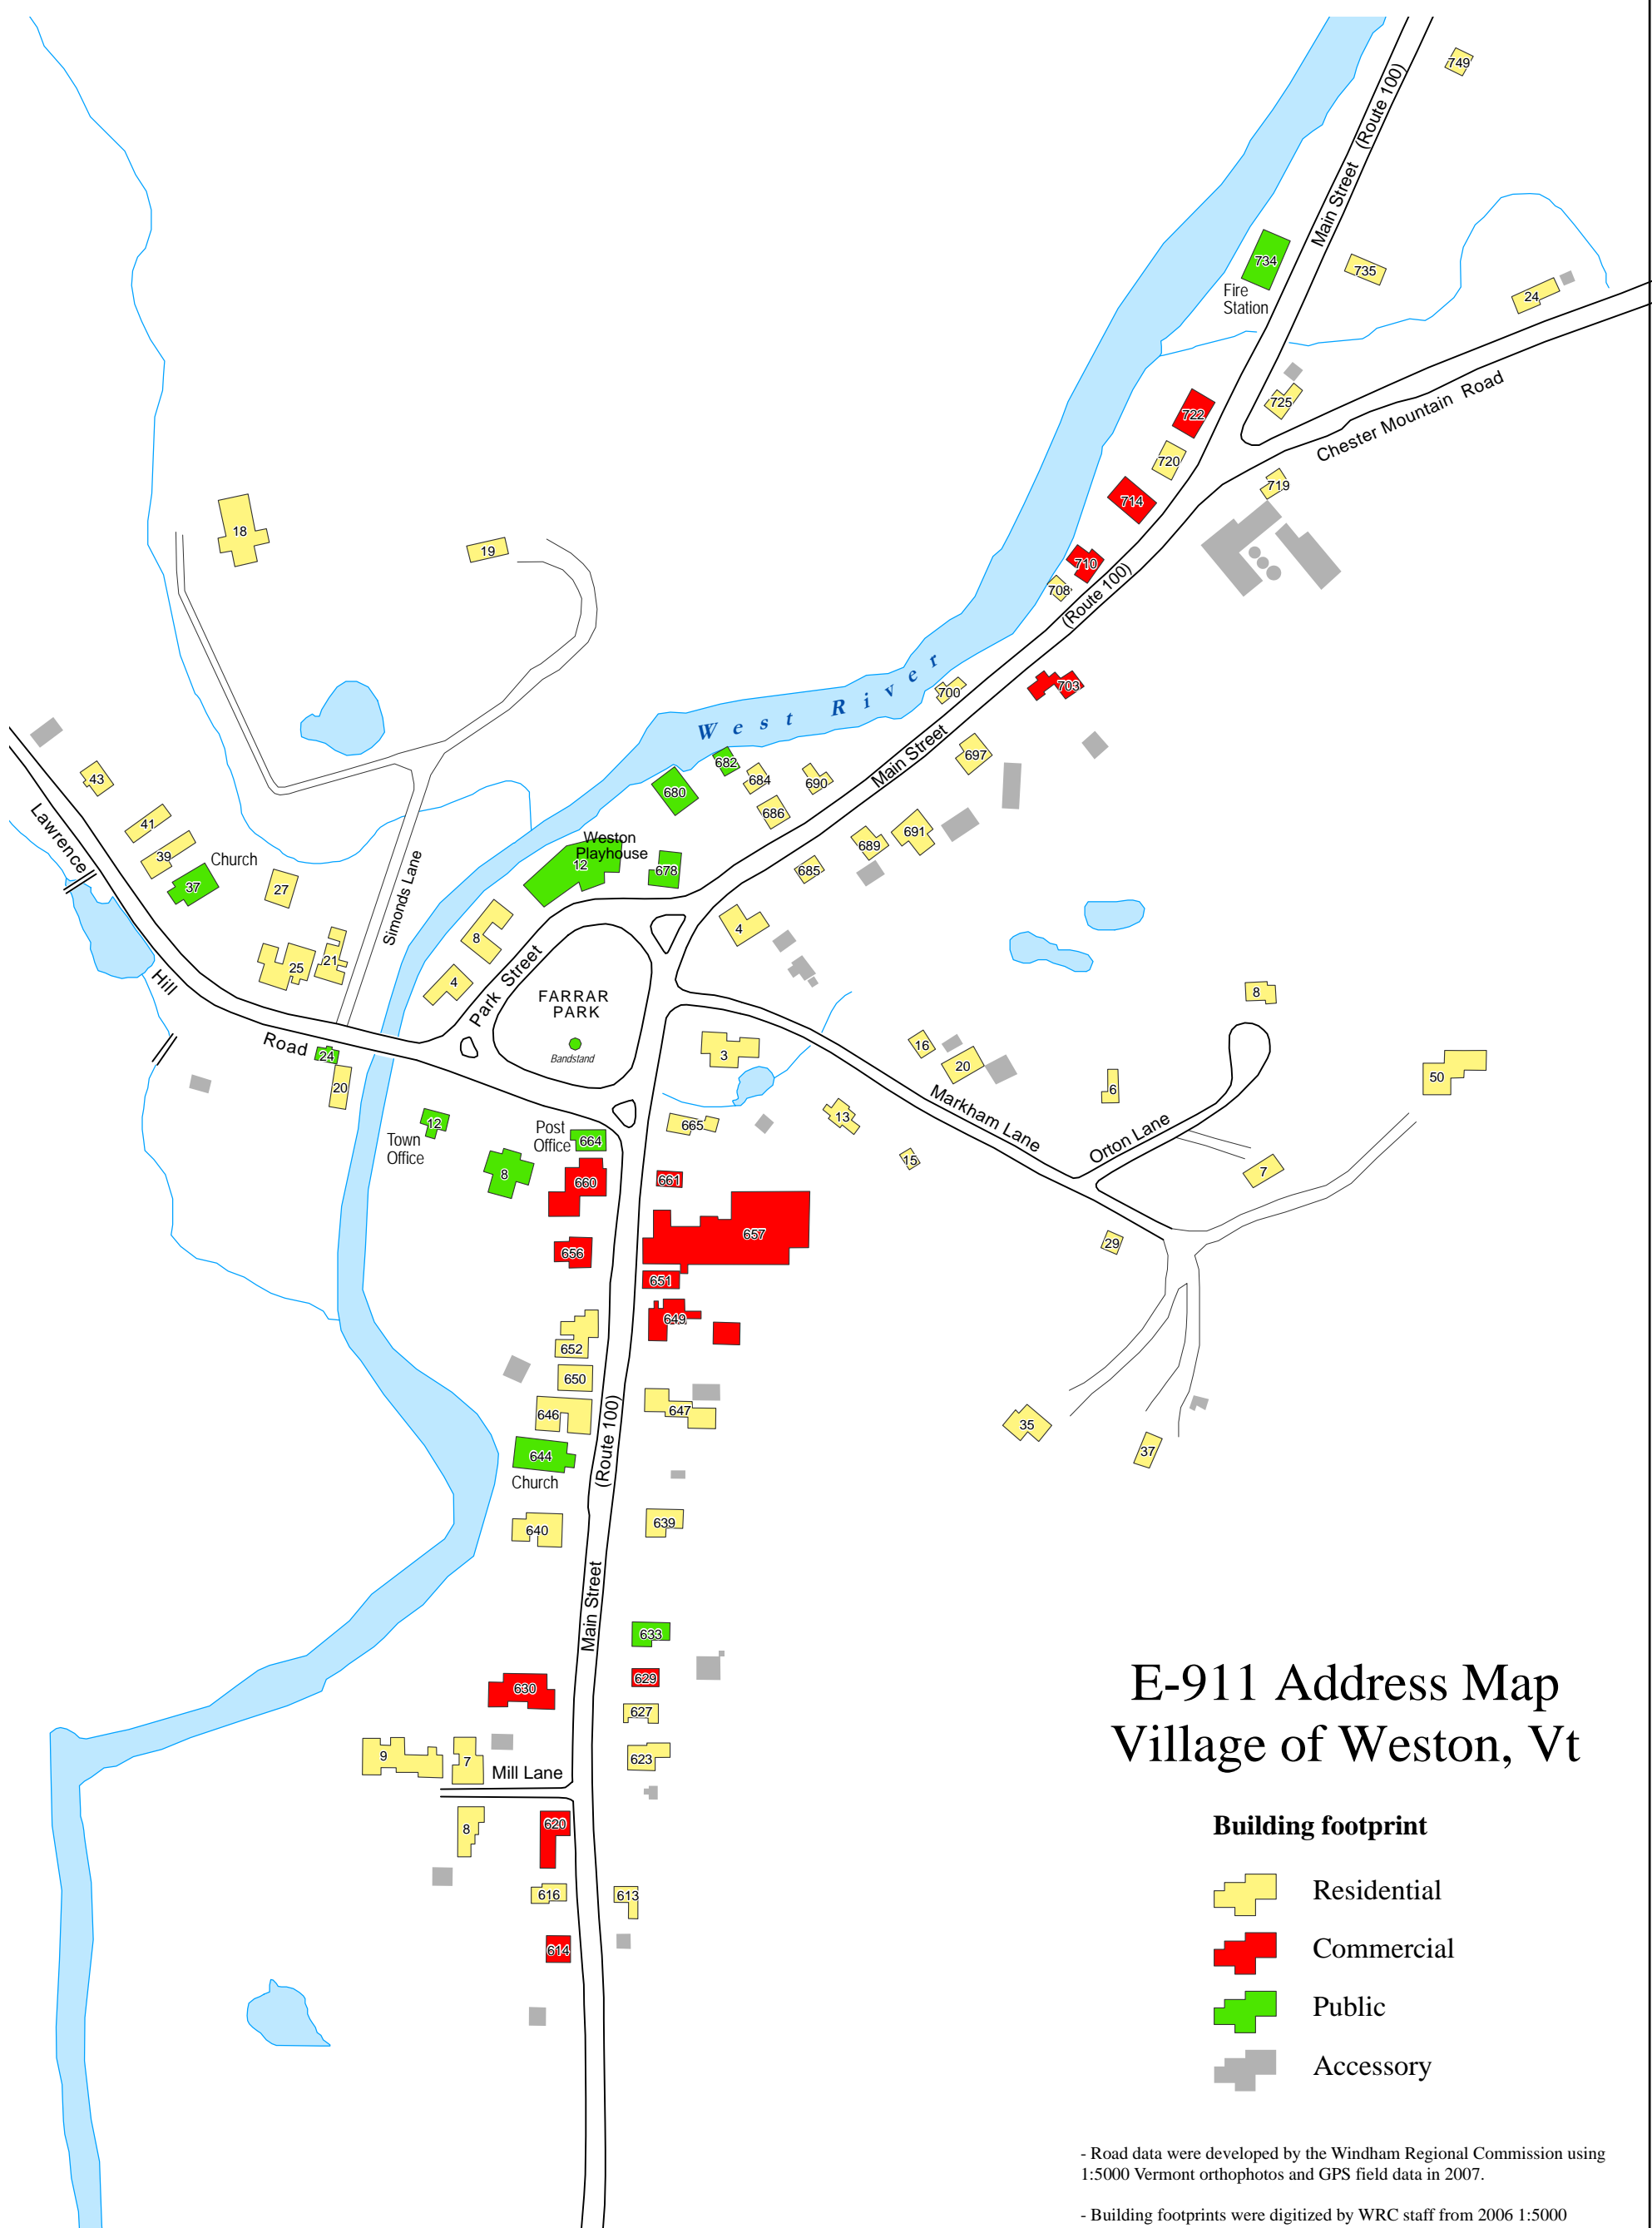 749
Main Street (Route 100)
734
Fire
Station
735
24
725
722
Chester Mountain Road
720
719
714
18
19
710
708
(Route 100)
West River
700
703
Main Street
697
43
682
684
690
680
686
Lawrence
41
39
Church
37
27
Simonds Lane
Weston
Playhouse
12
678
691
689
685
4
8
21
25
4
Park Street
Hill
FARRAR
PARK
Bandstand
Road
24
20
3
16
20
8
6
50
Markham Lane
Orton Lane
12
Town
Office
Post
Office
664
665
13
15
8
660
661
7
657
656
29
651
649
652
650
646
647
(Route 100)
35
37
644
Church
640
639
Main Street
633
629
630
627
623
9
7
Mill Lane
8
620
616
613
614
E-911 Address Map
Village of Weston, Vt
Building footprint
Residential
Commercial
Public
Accessory
- Road data were developed by the Windham Regional Commission using
1:5000 Vermont orthophotos and GPS field data in 2007.
- Building footprints were digitized by WRC staff from 2006 1:5000